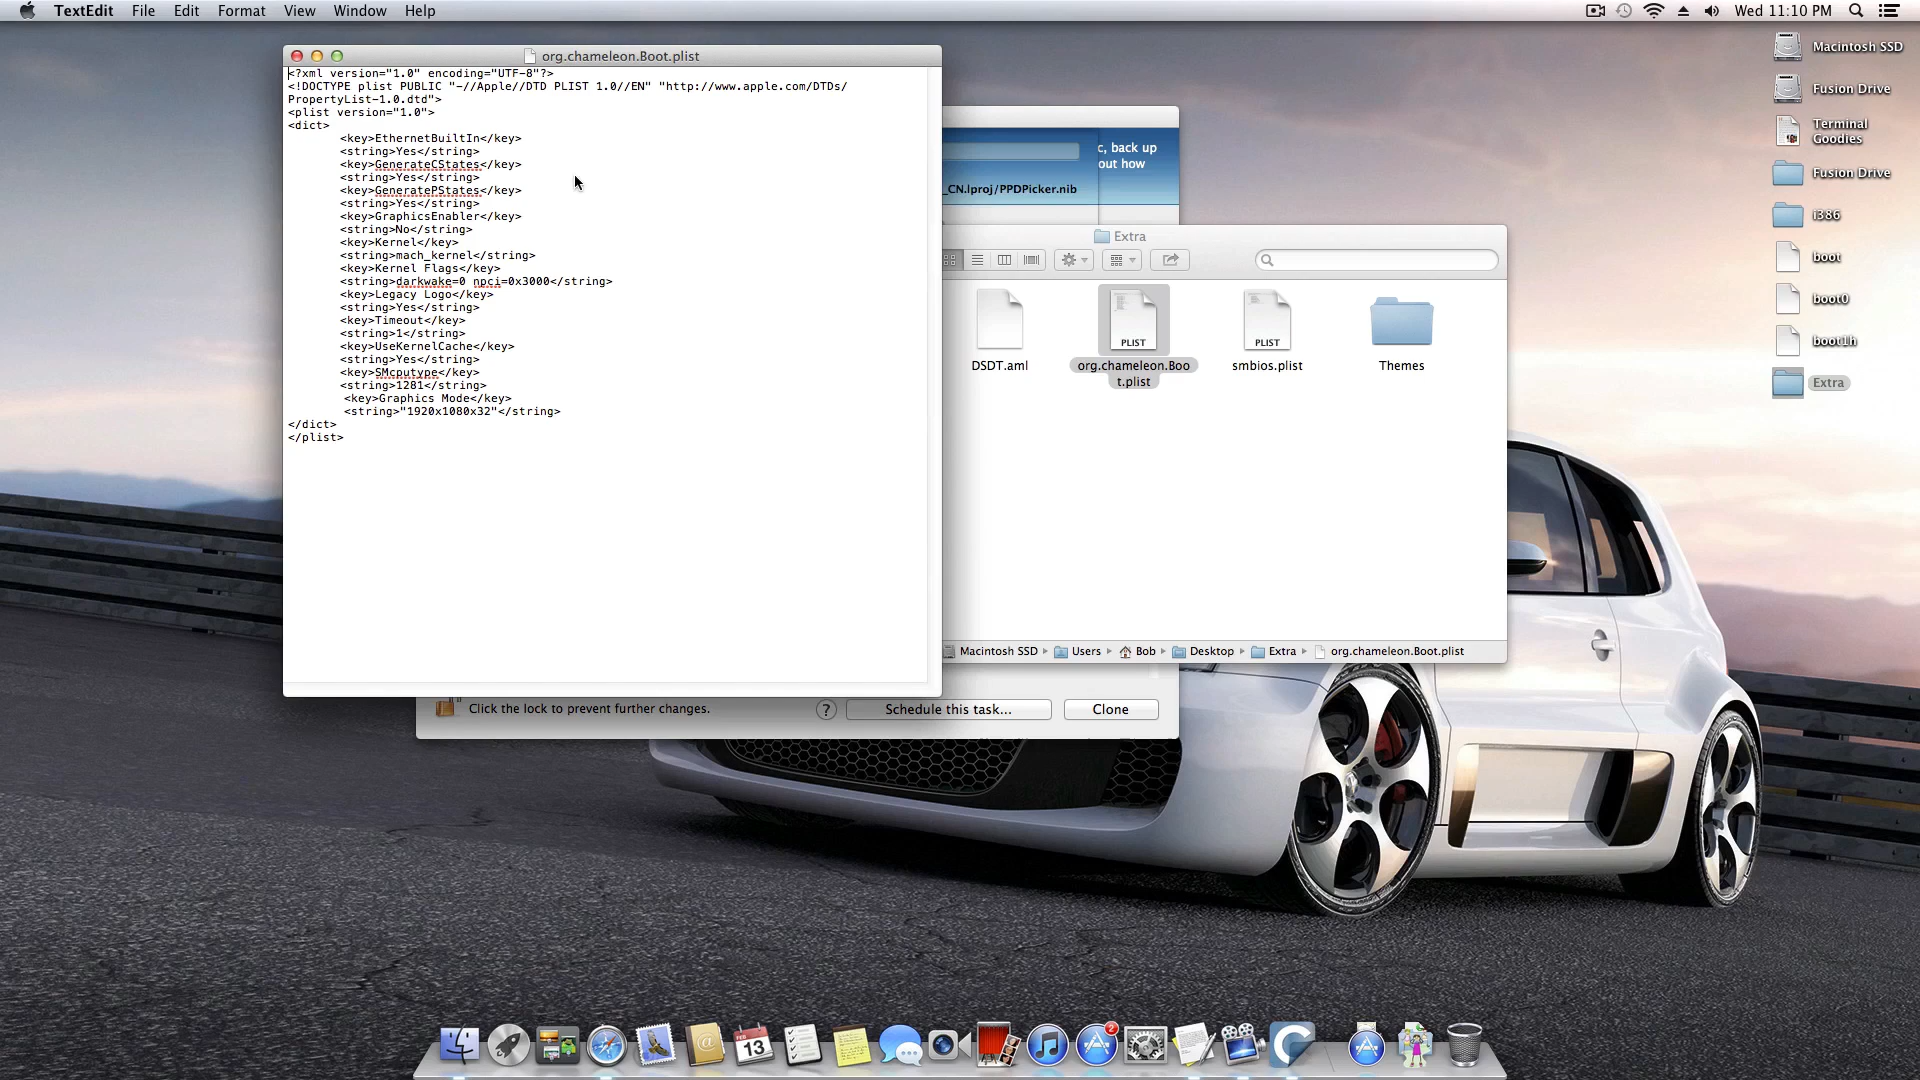 TextEdit File Edit Format View Window Help
Wed 11:10 PM
org.chameleon.Boot.plist
<?xml version="1.0" encoding="UTF-8"?>
<!DOCTYPE plist PUBLIC "-//Apple//DTD PLIST 1.0//EN" "http://www.apple.com/DTDs/
PropertyList-1.0.dtd">
<plist version="1.0">
<dict>
<key>EthernetBuiltIn</key>
<string>Yes</string>
<key>GenerateCStates</key>
<string>Yes</string>
<key>GeneratePStates</key>
<string>Yes</string>
<key>GraphicsEnabler</key>
<string>No</string>
<key>Kernel</key>
<string>mach_kernel</string>
<key>Kernel Flags</key>
<string>darkwake=0 npci=0x3000</string>
<key>Legacy Logo</key>
<string>Yes</string>
<key>Timeout</key>
<string>1</string>
<key>UseKernelCache</key>
<string>Yes</string>
<key>SMcputype</key>
<string>1281</string>
<key>Graphics Mode</key>
<string>"1920x1080x32"</string>
</dict>
</plist>
c, back up
out how
_CN.lproj/PPDPicker.nib
Extra
DSDT.aml
PLIST
org.chameleon.Boo
t.plist
PLIST
smbios.plist
Themes
Macintosh SSD Users Bob Desktop Extra org.chameleon.Boot.plist
Click the lock to prevent further changes.
?
Schedule this task...
Clone
Macintosh SSD
Fusion Drive
Terminal
Goodies
Fusion Drive
i386
boot
boot0
boot1h
Extra
FEB
13
2